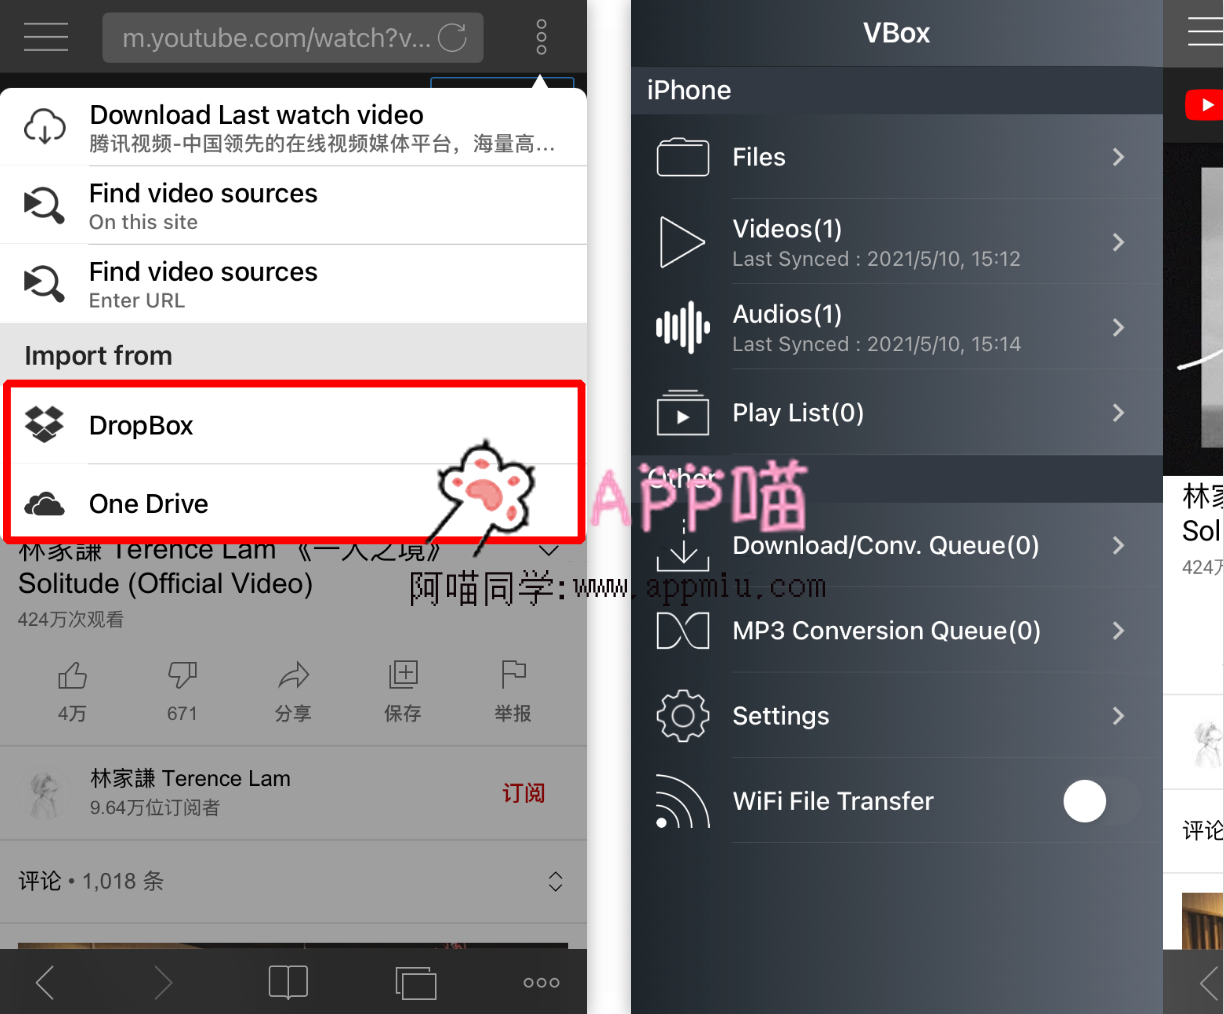 m.youtube.com/watch?v...
Download Last watch video
腾讯视频-中国领先的在线视频媒体平台，海量高...
Find video sources
On this site
Find video sources
Enter URL
Import from
DropBox
One Drive
林家謙 Terence Lam 《一人之境》
Solitude (Official Video)
424万次观看
4万
671
分享
保存
举报
林家謙 Terence Lam
9.64万位订阅者
订阅
评论 • 1,018 条
APP喵
阿喵同学:www.appmiu.com
VBox
iPhone
Files
Videos(1)
Last Synced : 2021/5/10, 15:12
Audios(1)
Last Synced : 2021/5/10, 15:14
Play List(0)
Other
Download/Conv. Queue(0)
MP3 Conversion Queue(0)
Settings
WiFi File Transfer
林
Sol
424
评论